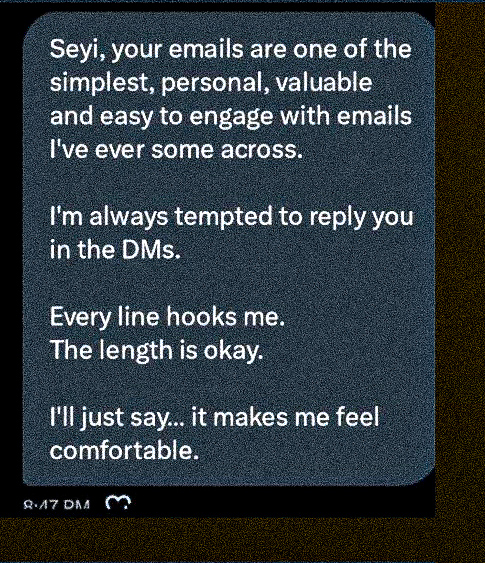 Seyi, your emails are one of the
simplest, personal, valuable
and easy to engage with emails
I've ever some across.
I'm always tempted to reply you
in the DMs.
Every line hooks me.
The length is okay.
I'll just say... it makes me feel
comfortable.
8:47 PM